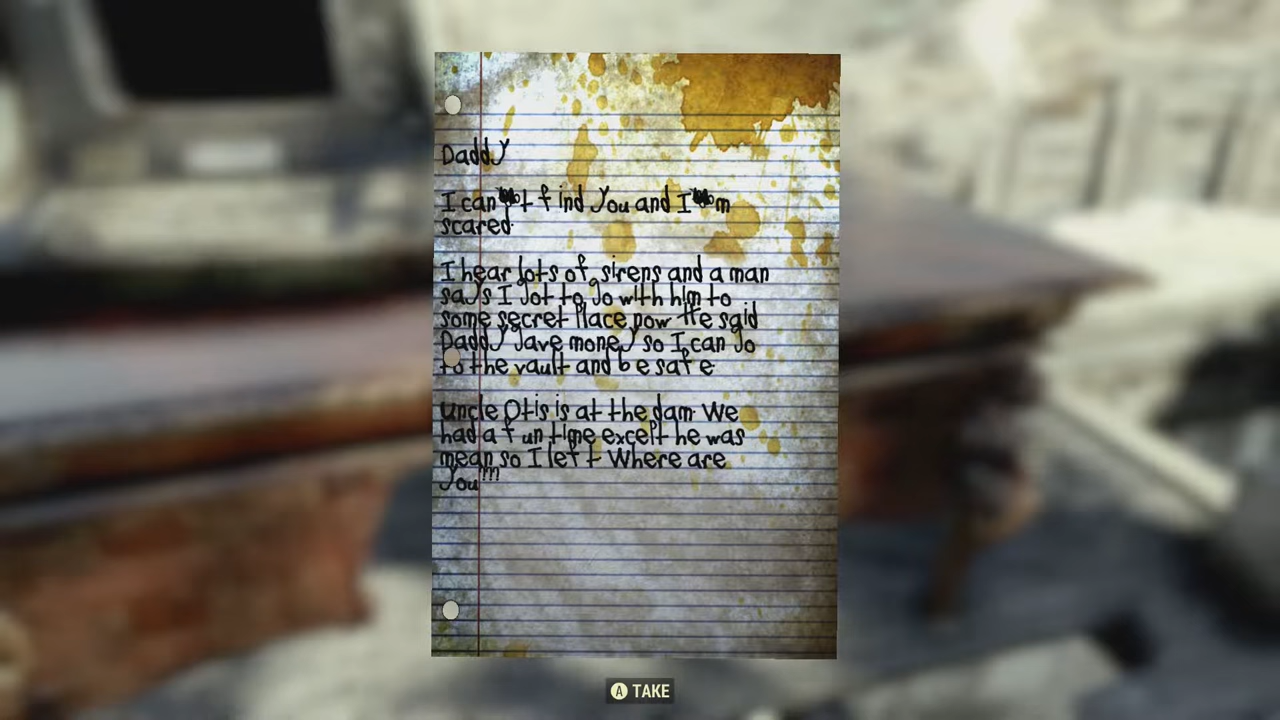 Daddy
I can t find you and I m
scared.
I hear lots of sirens and a man
says I got to go with him to
some secret place now He said
Daddy gave money so I can go
to the vault and be safe
Uncle Otis is at the dam. We
had a fun time except he was
mean so I left Where are
you!!!
A TAKE